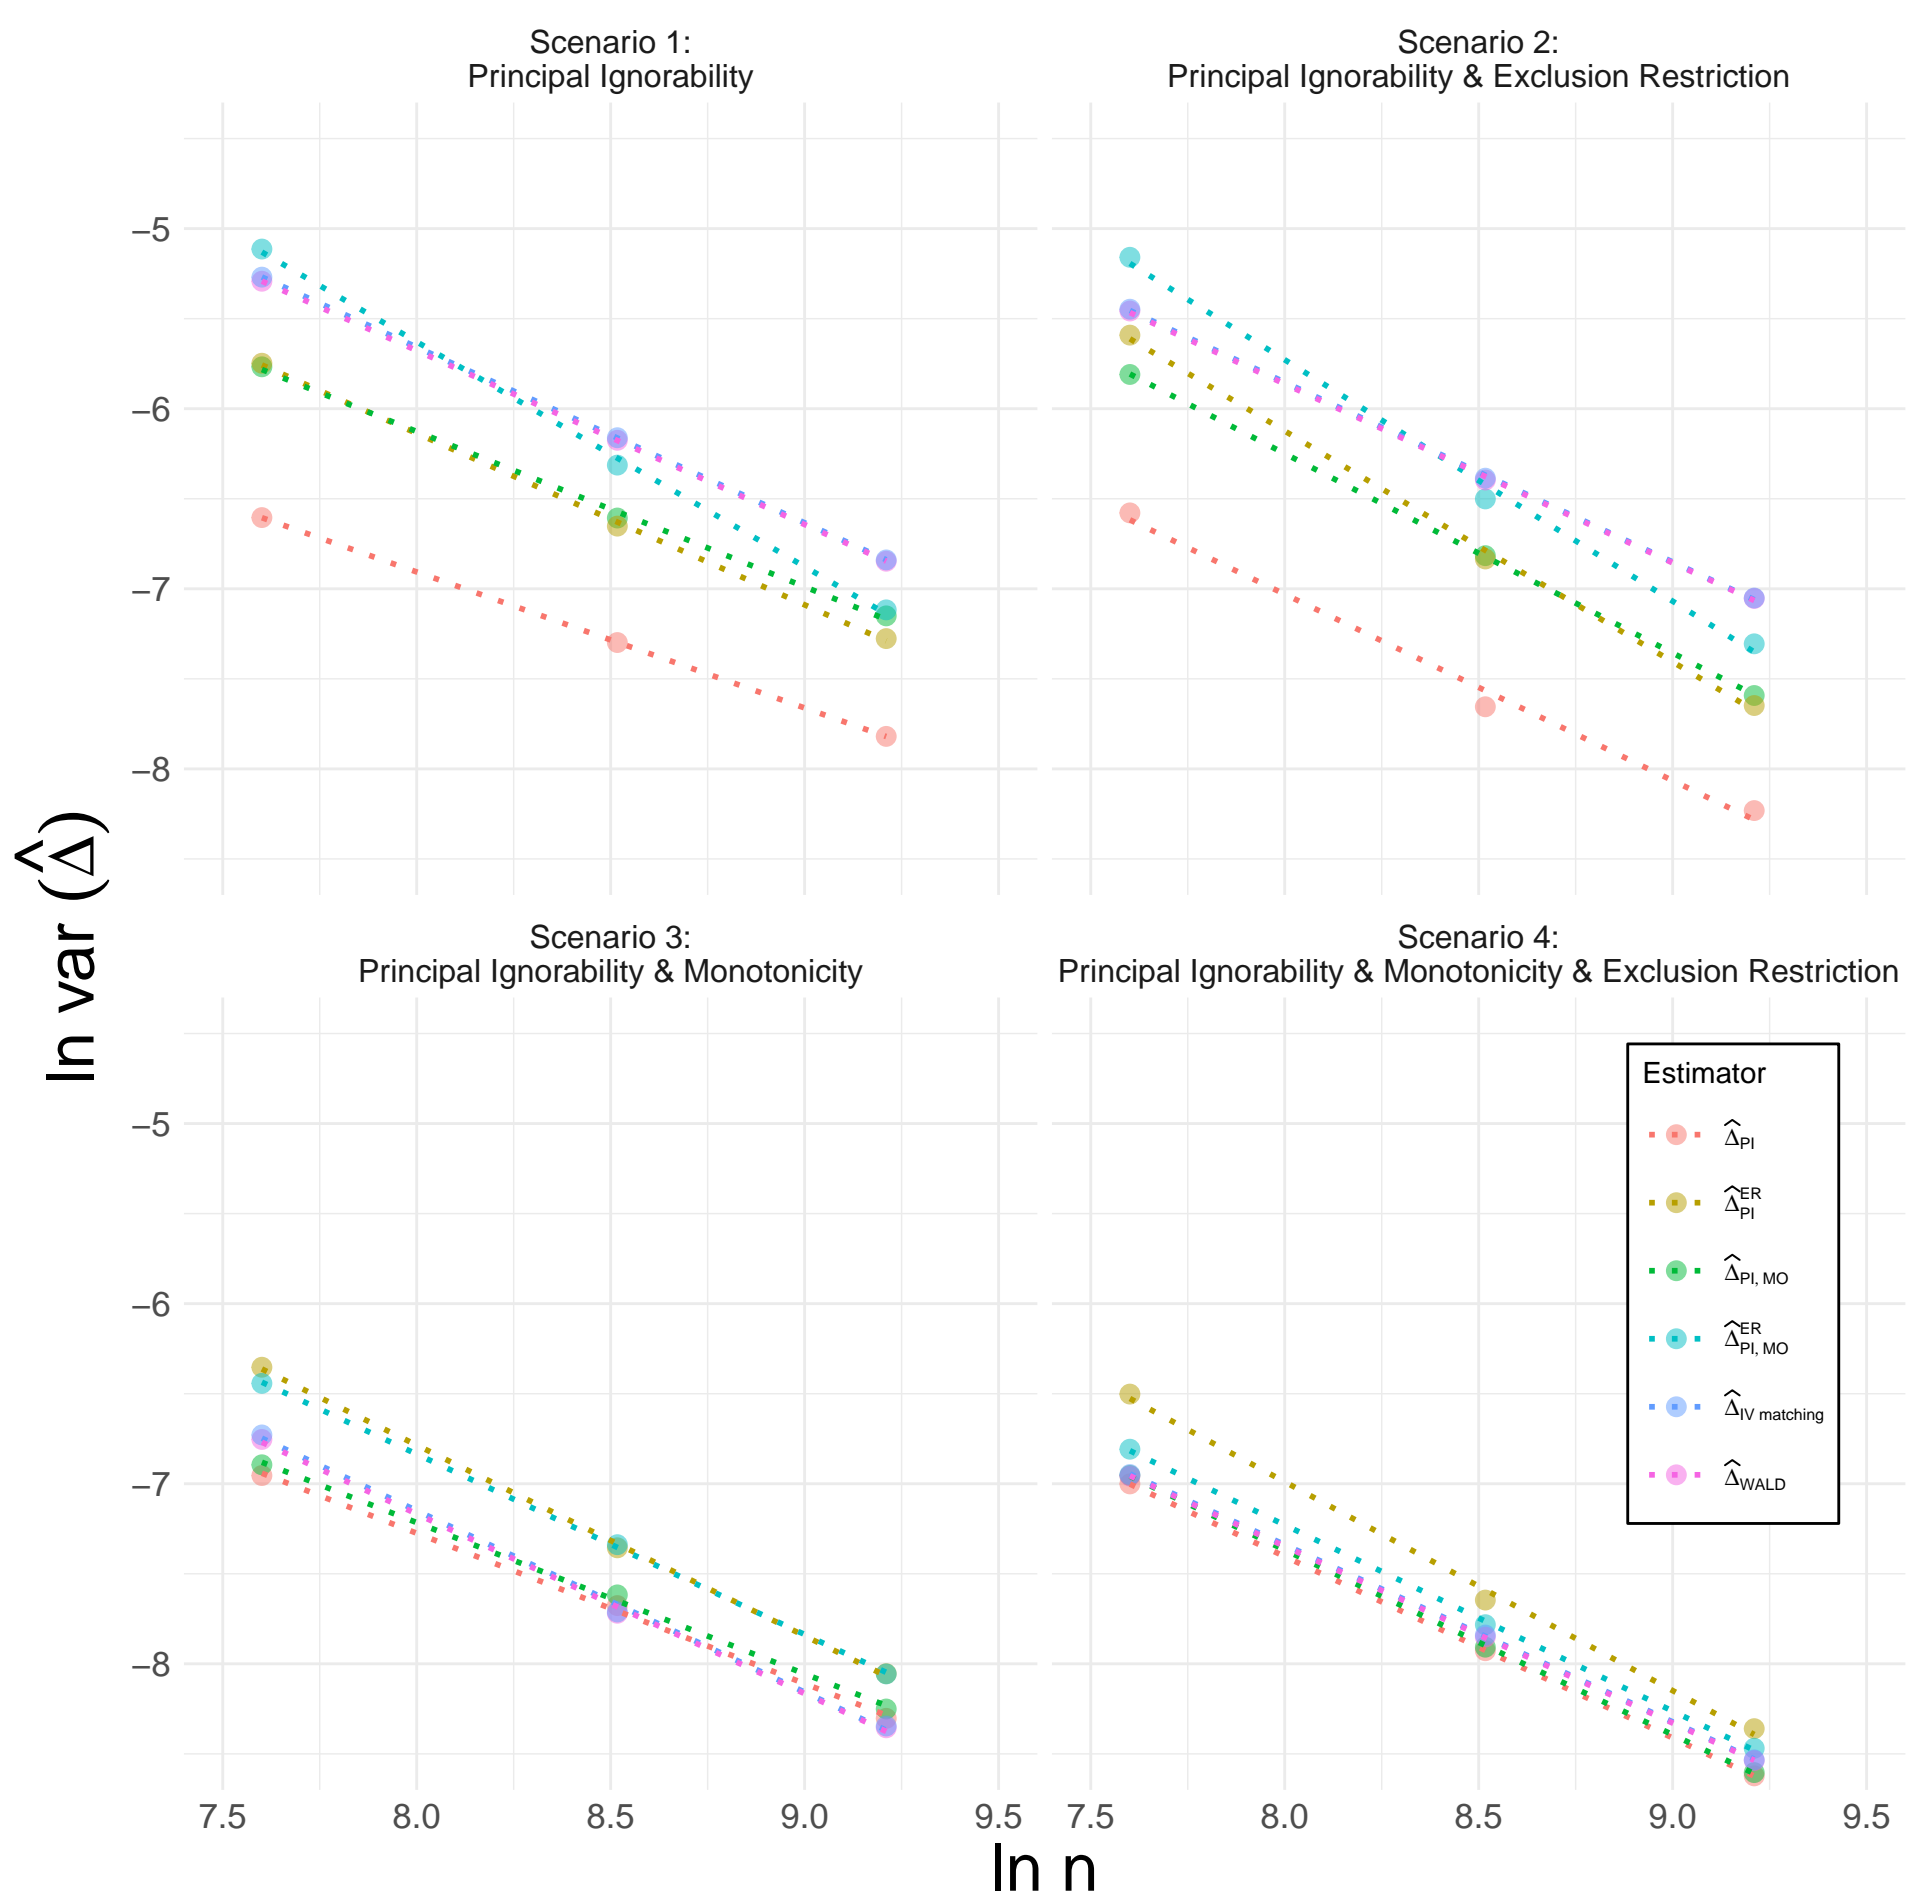 Scenario 1:
Principal Ignorability
Scenario 2:
Principal Ignorability & Exclusion Restriction
−5
−6
−7
−8
Scenario 3:
Principal Ignorability & Monotonicity
Scenario 4:
Principal Ignorability & Monotonicity & Exclusion Restriction
−5
−6
−7
−8
ln var (Δ̂)
Estimator
Δ̂PI
Δ̂ERPI
Δ̂PI, MO
Δ̂ERPI, MO
Δ̂IV matching
Δ̂WALD
7.5 8.0 8.5 9.0 9.5
7.5 8.0 8.5 9.0 9.5
ln n